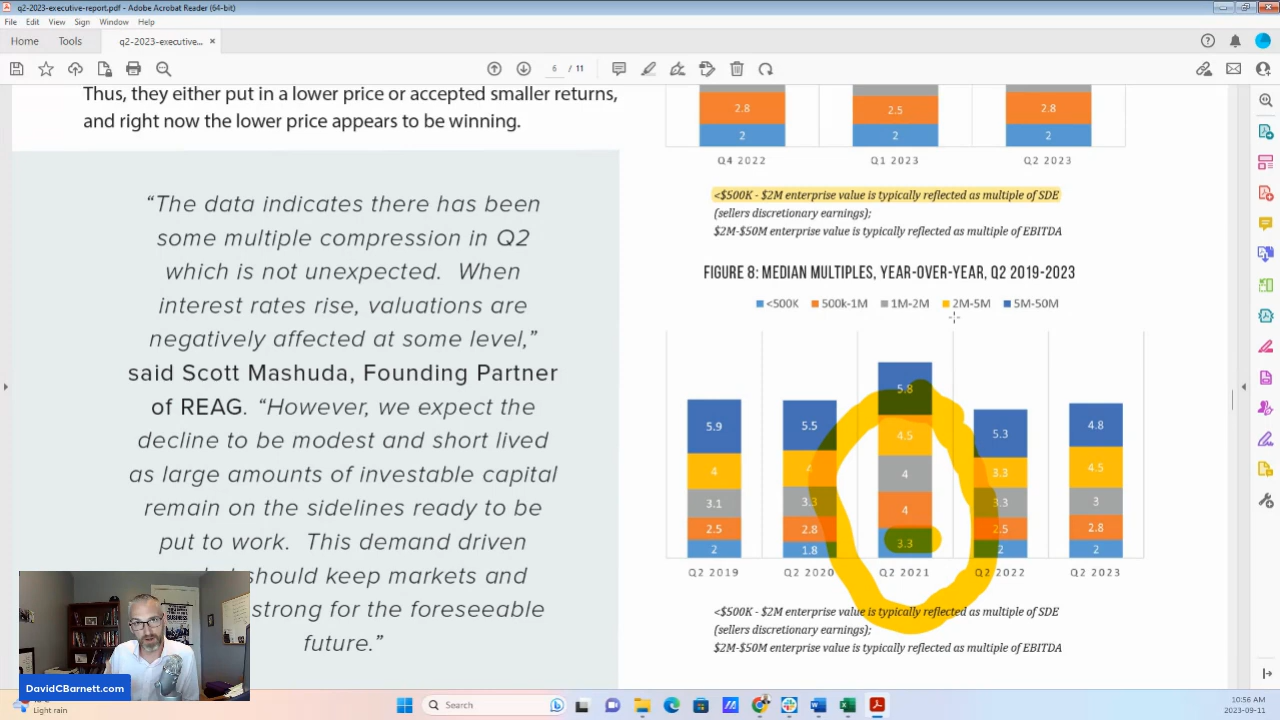 q2-2023-executive-report.pdf - Adobe Acrobat Reader (64-bit)
File Edit View Sign Window Help
Home Tools q2-2023-executive... ×
6 / 11
Thus, they either put in a lower price or accepted smaller returns,
and right now the lower price appears to be winning.
“The data indicates there has been
some multiple compression in Q2
which is not unexpected. When
interest rates rise, valuations are
negatively affected at some level,”
said Scott Mashuda, Founding Partner
of REAG. “However, we expect the
decline to be modest and short lived
as large amounts of investable capital
remain on the sidelines ready to be
put to work. This demand driven
should keep markets and
strong for the foreseeable
future.”
2.8 2.5 2.8
2 2 2
Q4 2022 Q1 2023 Q2 2023
<$500K - $2M enterprise value is typically reflected as multiple of SDE
(sellers discretionary earnings);
$2M-$50M enterprise value is typically reflected as multiple of EBITDA
FIGURE 8: MEDIAN MULTIPLES, YEAR-OVER-YEAR, Q2 2019-2023
<500K 500k-1M 1M-2M 2M-5M 5M-50M
5.9 5.5 5.8 5.3 4.8
4 4 4.5 3.3 4.5
3.1 3.3 4 3.3 3
2.5 2.8 4 2.5 2.8
2 1.8 3.3 2 2
Q2 2019 Q2 2020 Q2 2021 Q2 2022 Q2 2023
<$500K - $2M enterprise value is typically reflected as multiple of SDE
(sellers discretionary earnings);
$2M-$50M enterprise value is typically reflected as multiple of EBITDA
DavidCBarnett.com
Light rain
Search
10:56 AM
2023-09-11